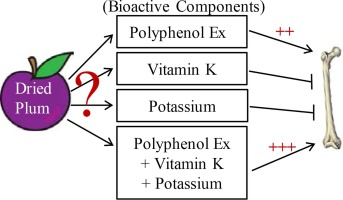 (Bioactive Components)
Polyphenol Ex
++
Vitamin K
Dried
Plum
?
Potassium
Polyphenol Ex
+ Vitamin K
+ Potassium
+++